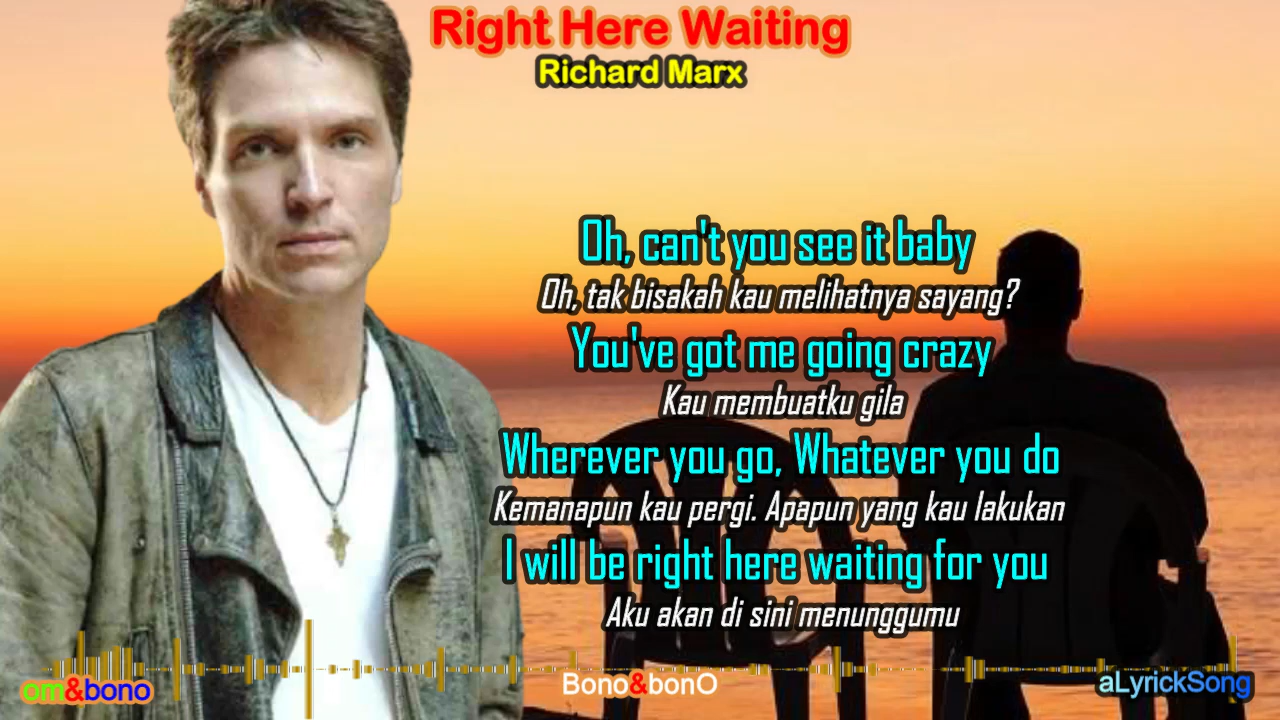 Right Here Waiting
Richard Marx
Oh, can't you see it baby
Oh, tak bisakah kau melihatnya sayang?
You've got me going crazy
Kau membuatku gila
Wherever you go, Whatever you do
Kemanapun kau pergi. Apapun yang kau lakukan
I will be right here waiting for you
Aku akan di sini menunggumu
om&bono
Bono&bonO
aLyrickSong